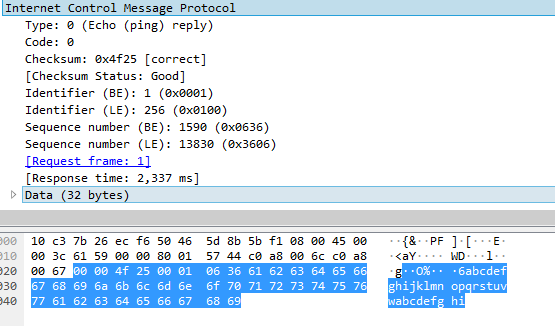 Internet Control Message Protocol
Type: 0 (Echo (ping) reply)
Code: 0
Checksum: 0x4f25 [correct]
[Checksum Status: Good]
Identifier (BE): 1 (0x0001)
Identifier (LE): 256 (0x0100)
Sequence number (BE): 1590 (0x0636)
Sequence number (LE): 13830 (0x3606)
[Request frame: 1]
[Response time: 2,337 ms]
Data (32 bytes)
000 10 c3 7b 26 ec f6 50 46 5d 8b 5b f1 08 00 45 00 ··{&··PF ]·[···E·
010 00 3c 61 59 00 00 80 01 57 44 c0 a8 00 6c c0 a8 ·<aY···· WD···l··
020 00 67 00 00 4f 25 00 01 06 36 61 62 63 64 65 66 ·g··O%·· ·6abcdef
030 67 68 69 6a 6b 6c 6d 6e 6f 70 71 72 73 74 75 76 ghijklmn opqrstuv
040 77 61 62 63 64 65 66 67 68 69 wabcdefg hi